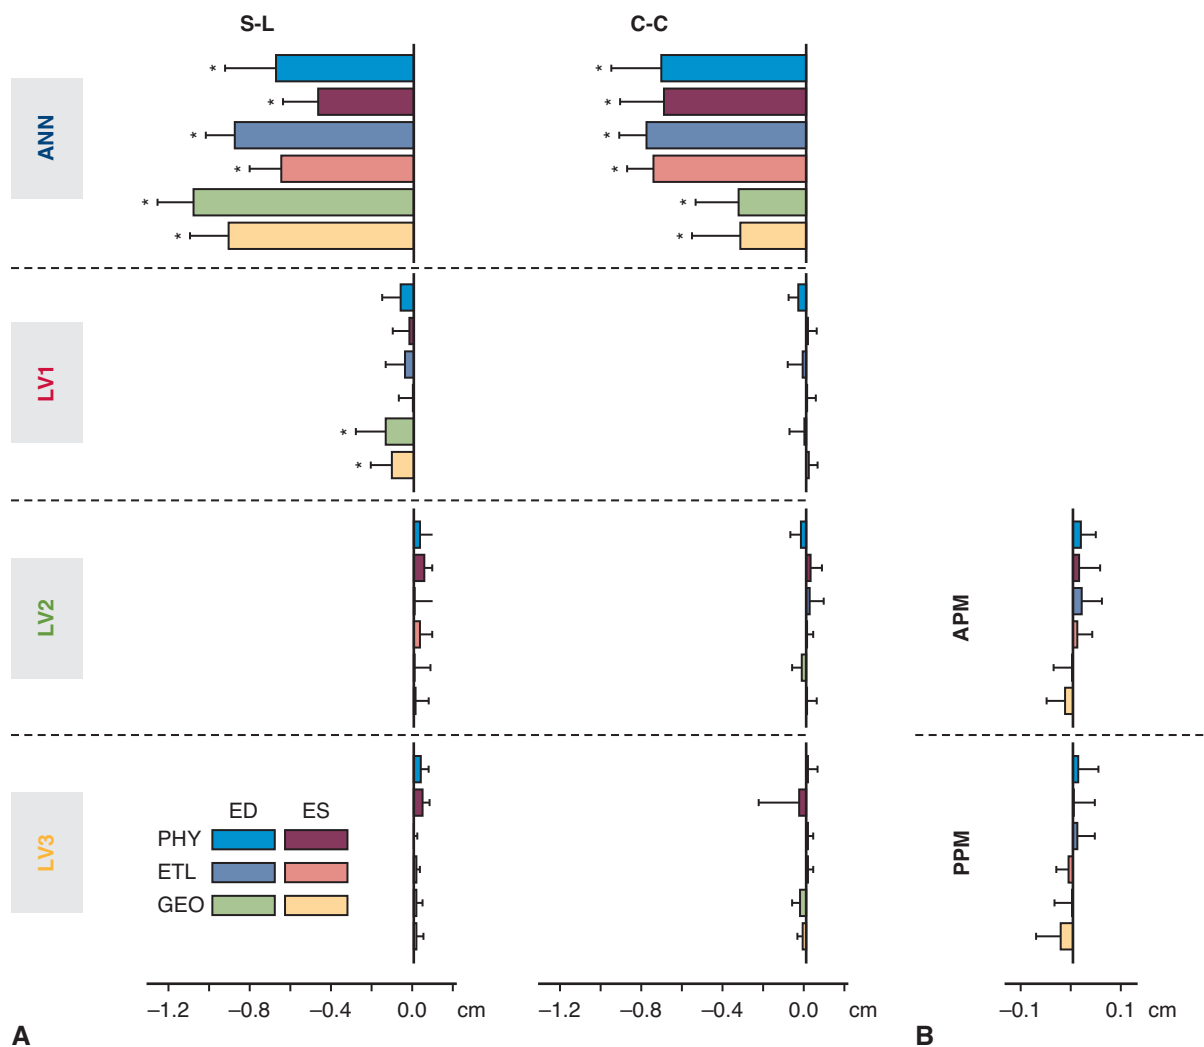 S-L C-C
ANN
LV1
LV2
APM
LV3
PPM
ED ES
PHY
ETL
GEO
–1.2 –0.8 –0.4 0.0 cm –1.2 –0.8 –0.4 0.0 cm –0.1 0.1 cm
A B